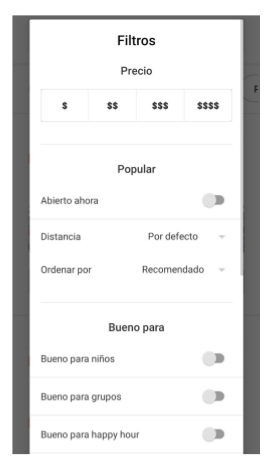 Filtros
Precio
$ $$ $$$ $$$$
Popular
Abierto ahora
Distancia Por defecto
Ordenar por Recomendado
Bueno para
Bueno para niños
Bueno para grupos
Bueno para happy hour